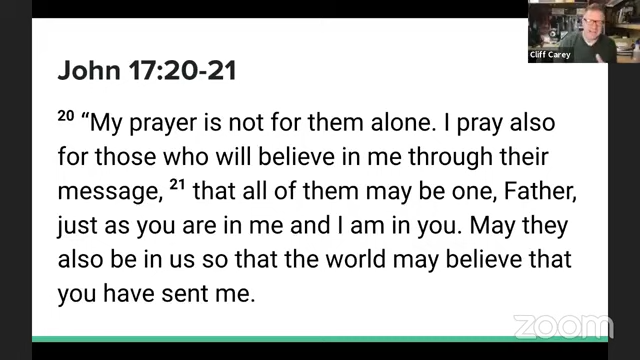 John 17:20-21
20 “My prayer is not for them alone. I pray also
for those who will believe in me through their
message, 21 that all of them may be one, Father,
just as you are in me and I am in you. May they
also be in us so that the world may believe that
you have sent me.
Cliff Carey
zoom